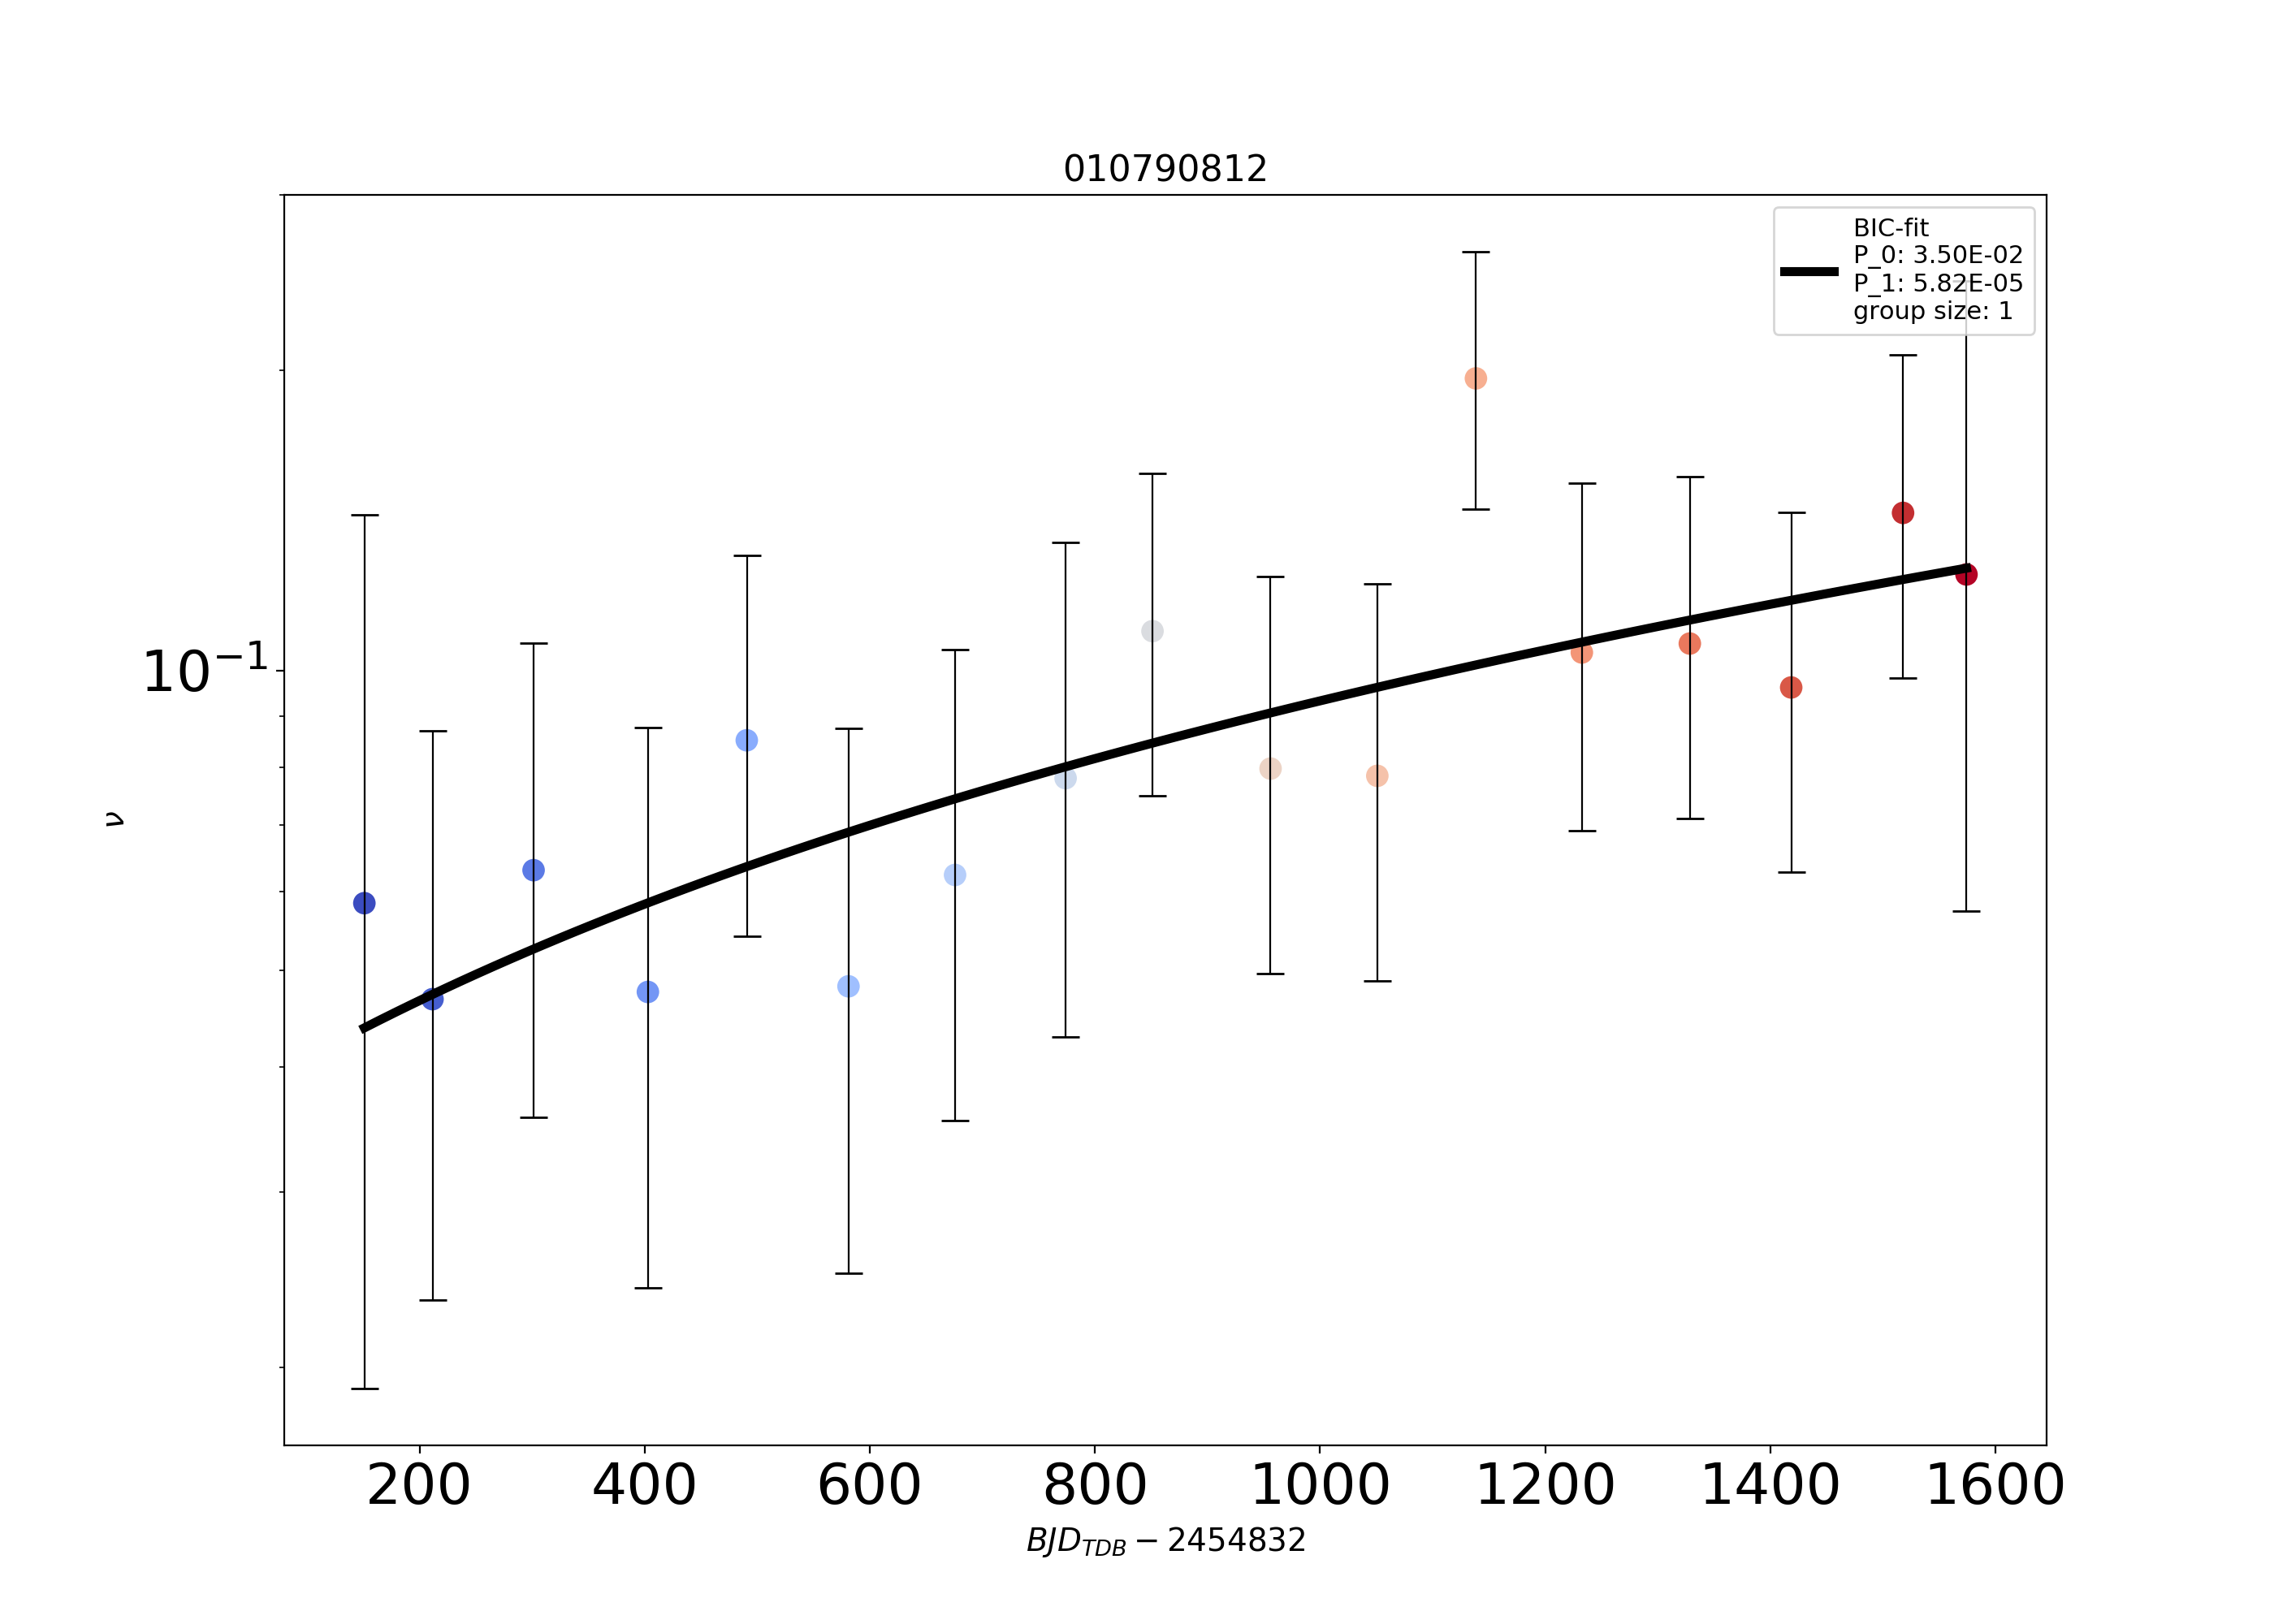 010790812
BIC-fit
P_0: 3.50E-02
P_1: 5.82E-05
group size: 1
10⁻¹
ν
200 400 600 800 1000 1200 1400 1600
BJD_TDB − 2454832